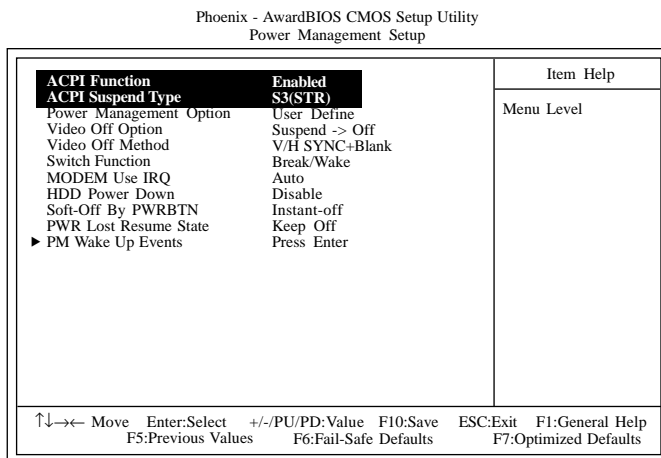 Phoenix - AwardBIOS CMOS Setup Utility
Power Management Setup
ACPI Function Enabled
ACPI Suspend Type S3(STR)
Power Management Option User Define
Video Off Option Suspend -> Off
Video Off Method V/H SYNC+Blank
Switch Function Break/Wake
MODEM Use IRQ Auto
HDD Power Down Disable
Soft-Off By PWRBTN Instant-off
PWR Lost Resume State Keep Off
▶ PM Wake Up Events Press Enter
Item Help
Menu Level
↑↓→← Move Enter:Select +/-/PU/PD:Value F10:Save ESC:Exit F1:General Help
F5:Previous Values F6:Fail-Safe Defaults F7:Optimized Defaults